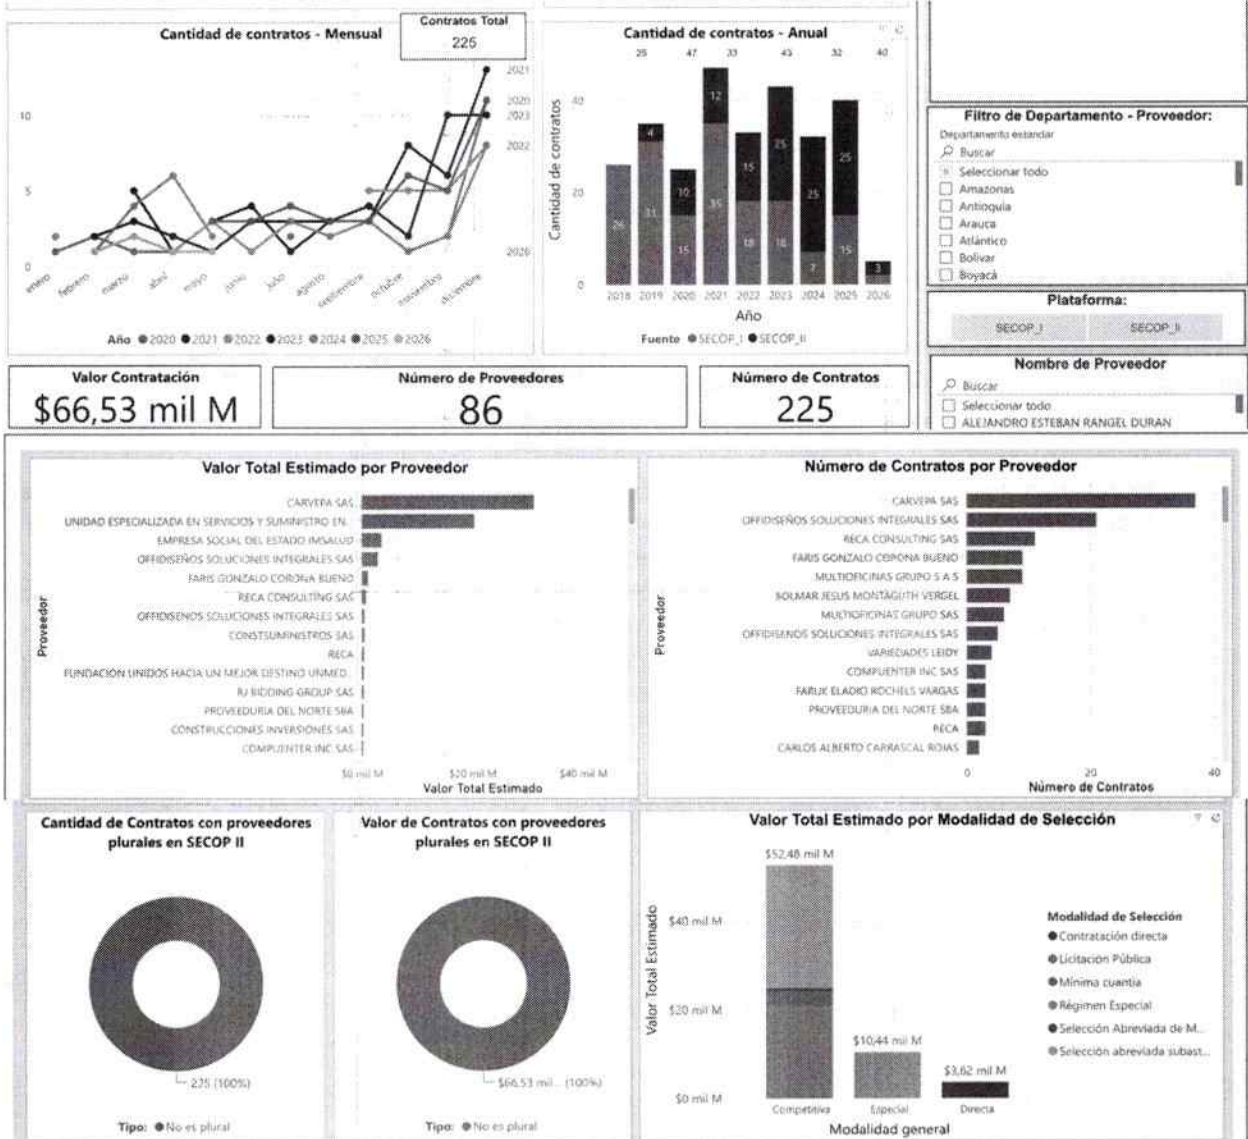 Cantidad de contratos - Mensual
Contratos Total
225
10
5
0
enero
febrero
marzo
abril
mayo
junio
julio
agosto
septiembre
octubre
noviembre
diciembre
2021
2020
2023
2022
2026
Año 2020 2021 2022 2023 2024 2025 2026
Cantidad de contratos - Anual
25 47 33 43 32 40
Cantidad de contratos
40
20
0
26
4
31
10
15
12
35
15
18
25
18
25
7
25
15
3
2018 2019 2020 2021 2022 2023 2024 2025 2026
Año
Fuente SECOP_I SECOP_II
Filtro de Departamento - Proveedor:
Departamento estandar
Buscar
Seleccionar todo
Amazonas
Antioquia
Arauca
Atlántico
Bolívar
Boyacá
Plataforma:
SECOP_I SECOP_II
Nombre de Proveedor
Buscar
Seleccionar todo
ALEJANDRO ESTEBAN RANGEL DURAN
Valor Contratación
$66,53 mil M
Número de Proveedores
86
Número de Contratos
225
Valor Total Estimado por Proveedor
Proveedor
CARVEPA SAS
UNIDAD ESPECIALIZADA EN SERVICIOS Y SUMINISTRO EN...
EMPRESA SOCIAL DEL ESTADO IMSALUD
OFFIDISEÑOS SOLUCIONES INTEGRALES SAS
FARIS GONZALO CORONA BUENO
RECA CONSULTING SAS
OFFIDISENOS SOLUCIONES INTEGRALES SAS
CONSTSUMINISTROS SAS
RECA
FUNDACIÓN UNIDOS HACIA UN MEJOR DESTINO UNMED...
RJ BIDDING GROUP SAS
PROVEEDURIA DEL NORTE SBA
CONSTRUCCIONES INVERSIONES SAS
COMPUENTER INC SAS
$0 mil M $20 mil M $40 mil M
Valor Total Estimado
Número de Contratos por Proveedor
Proveedor
CARVEPA SAS
OFFIDISEÑOS SOLUCIONES INTEGRALES SAS
RECA CONSULTING SAS
FARIS GONZALO CORONA BUENO
MULTIOFICINAS GRUPO S A S
SOLMAR JESUS MONTAGUTH VERGEL
MULTIOFICINAS GRUPO SAS
OFFIDISENOS SOLUCIONES INTEGRALES SAS
VARIEDADES LEIDY
COMPUENTER INC SAS
FARUK ELADIO ROCHELS VARGAS
PROVEEDURIA DEL NORTE SBA
RECA
CARLOS ALBERTO CARRASCAL ROJAS
0 20 40
Número de Contratos
Cantidad de Contratos con proveedores
plurales en SECOP II
225 (100%)
Tipo: No es plural
Valor de Contratos con proveedores
plurales en SECOP II
$66,53 mil... (100%)
Tipo: No es plural
Valor Total Estimado por Modalidad de Selección
Valor Total Estimado
$52,48 mil M
$40 mil M
$20 mil M
$10,44 mil M
$3,62 mil M
$0 mil M
Competitiva Especial Directa
Modalidad general
Modalidad de Selección
Contratación directa
Licitación Pública
Mínima cuantía
Régimen Especial
Selección Abreviada de M...
Selección abreviada subast...